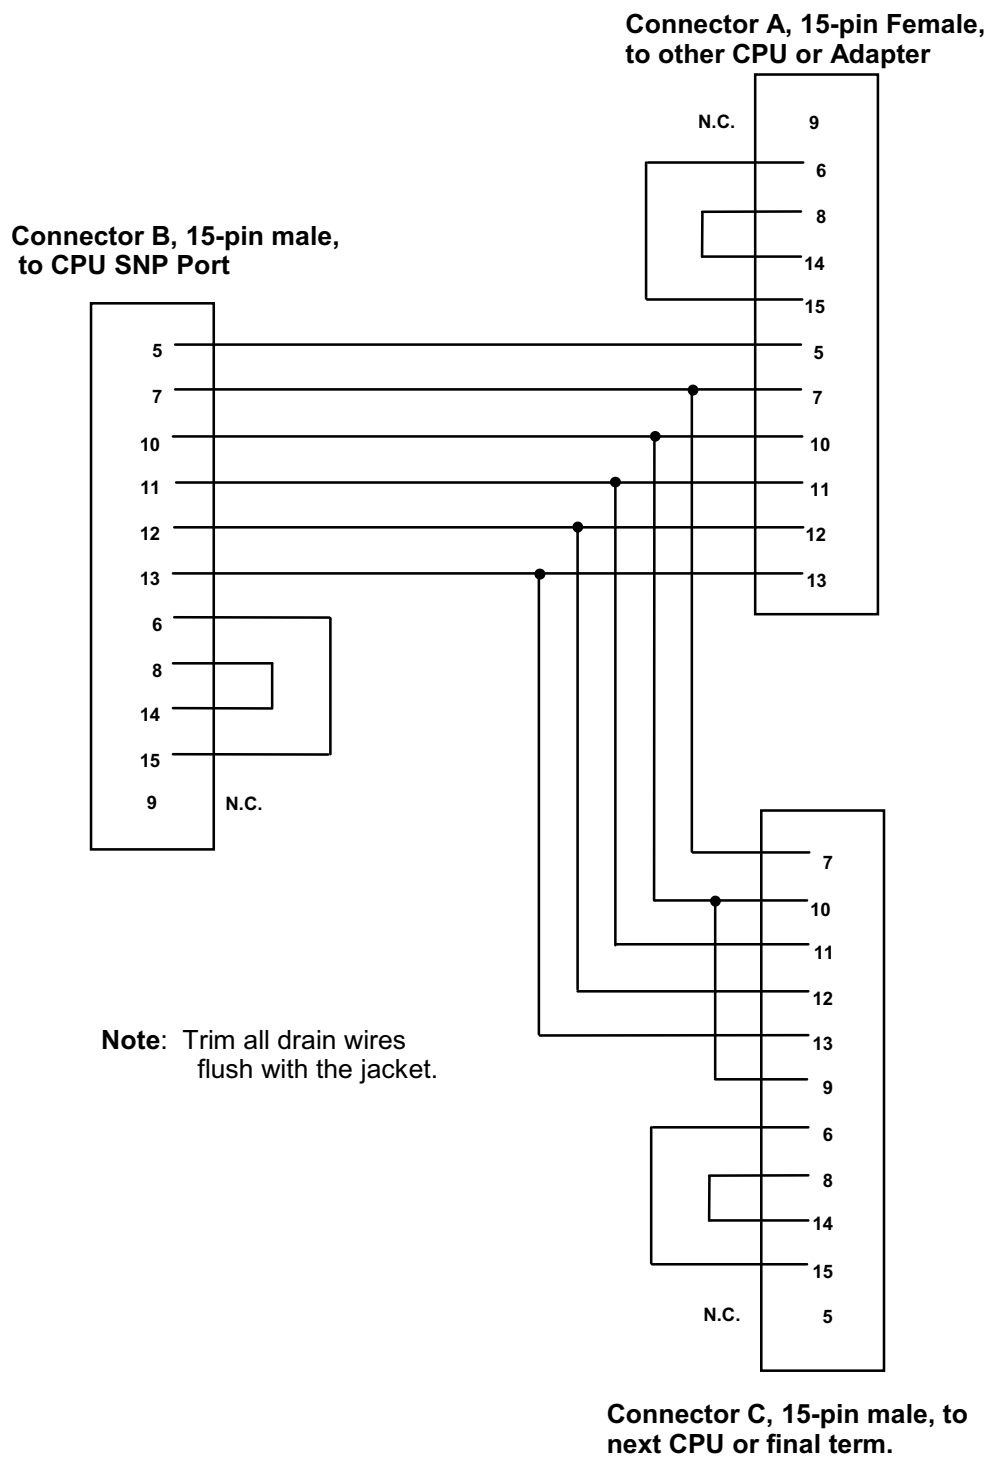 Connector A, 15-pin Female,
to other CPU or Adapter
N.C. 9
6
8
14
15
5
7
10
11
12
13
Connector B, 15-pin male,
to CPU SNP Port
5
7
10
11
12
13
6
8
14
15
9 N.C.
Note: Trim all drain wires
flush with the jacket.
7
10
11
12
13
9
6
8
14
15
N.C. 5
Connector C, 15-pin male, to
next CPU or final term.